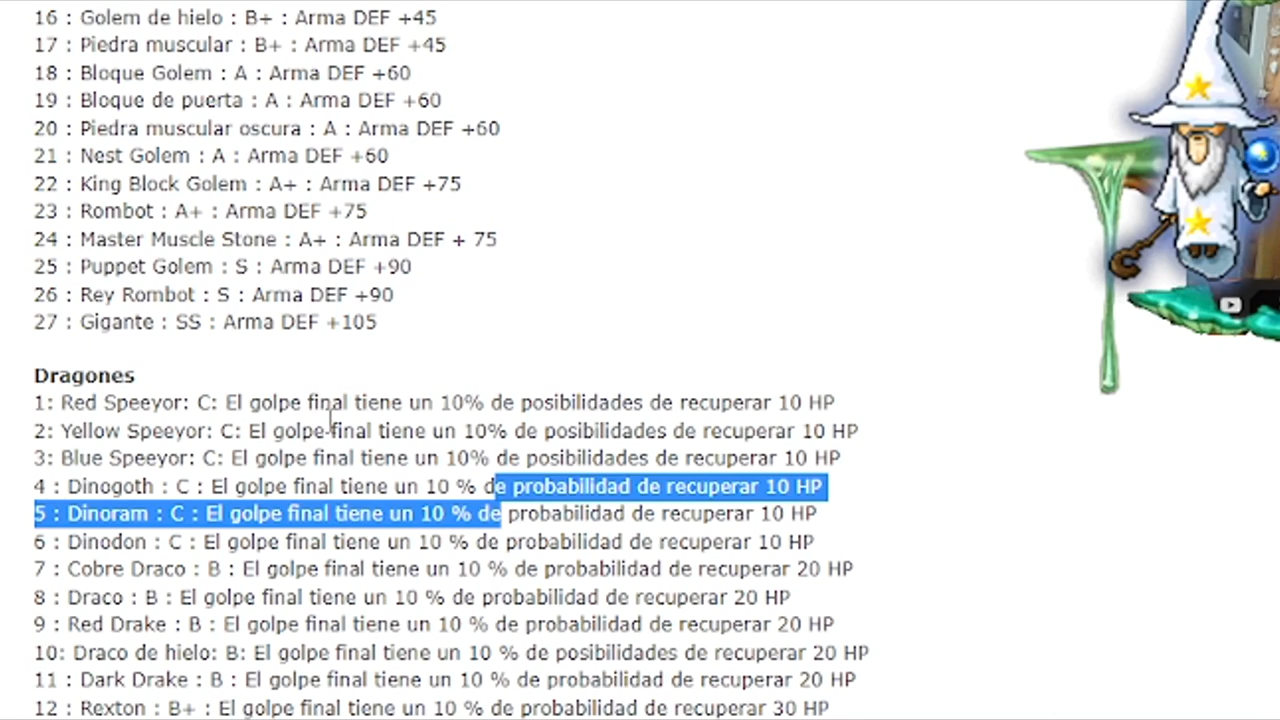 16 : Golem de hielo : B+ : Arma DEF +45
17 : Piedra muscular : B+ : Arma DEF +45
18 : Bloque Golem : A : Arma DEF +60
19 : Bloque de puerta : A : Arma DEF +60
20 : Piedra muscular oscura : A : Arma DEF +60
21 : Nest Golem : A : Arma DEF +60
22 : King Block Golem : A+ : Arma DEF +75
23 : Rombot : A+ : Arma DEF +75
24 : Master Muscle Stone : A+ : Arma DEF + 75
25 : Puppet Golem : S : Arma DEF +90
26 : Rey Rombot : S : Arma DEF +90
27 : Gigante : SS : Arma DEF +105
Dragones
1: Red Speeyor: C: El golpe final tiene un 10% de posibilidades de recuperar 10 HP
2: Yellow Speeyor: C: El golpe final tiene un 10% de posibilidades de recuperar 10 HP
3: Blue Speeyor: C: El golpe final tiene un 10% de posibilidades de recuperar 10 HP
4 : Dinogoth : C : El golpe final tiene un 10 % de probabilidad de recuperar 10 HP
5 : Dinoram : C : El golpe final tiene un 10 % de probabilidad de recuperar 10 HP
6 : Dinodon : C : El golpe final tiene un 10 % de probabilidad de recuperar 10 HP
7 : Cobre Draco : B : El golpe final tiene un 10 % de probabilidad de recuperar 20 HP
8 : Draco : B : El golpe final tiene un 10 % de probabilidad de recuperar 20 HP
9 : Red Drake : B : El golpe final tiene un 10 % de probabilidad de recuperar 20 HP
10: Draco de hielo: B: El golpe final tiene un 10 % de posibilidades de recuperar 20 HP
11 : Dark Drake : B : El golpe final tiene un 10 % de probabilidad de recuperar 20 HP
12 : Rexton : B+ : El golpe final tiene un 10 % de probabilidad de recuperar 30 HP